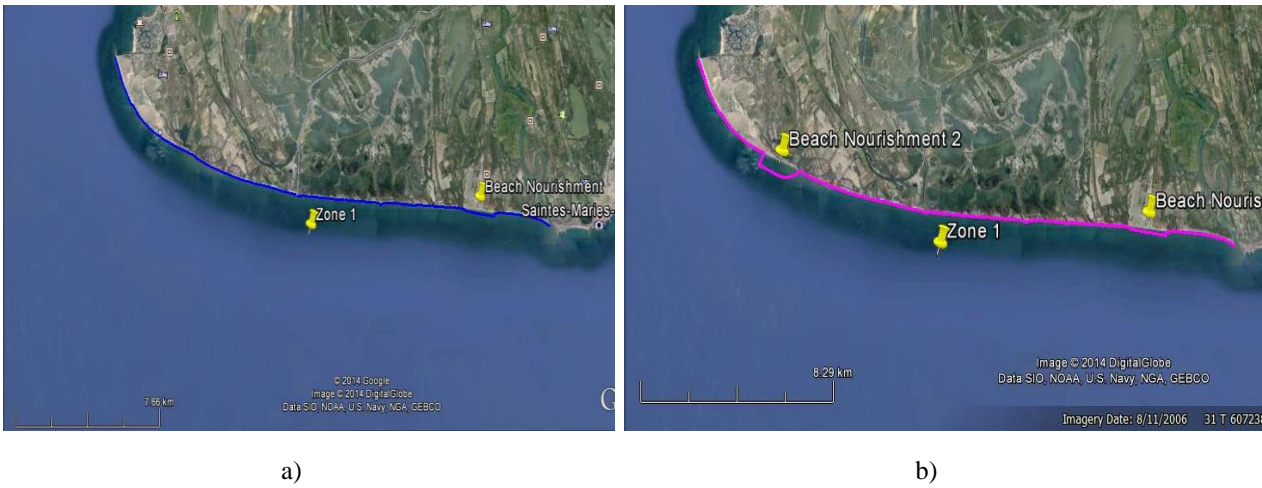 Beach Nourishment
Zone 1
Saintes-Maries-
© 2014 Google
Image © 2014 DigitalGlobe
Data SIO, NOAA, U.S. Navy, NGA, GEBCO
7.66 km
G
Beach Nourishment 2
Beach Nouris
Zone 1
Image © 2014 DigitalGlobe
Data SIO, NOAA, U.S. Navy, NGA, GEBCO
8.29 km
Imagery Date: 8/11/2006 31 T 607238
a)
b)